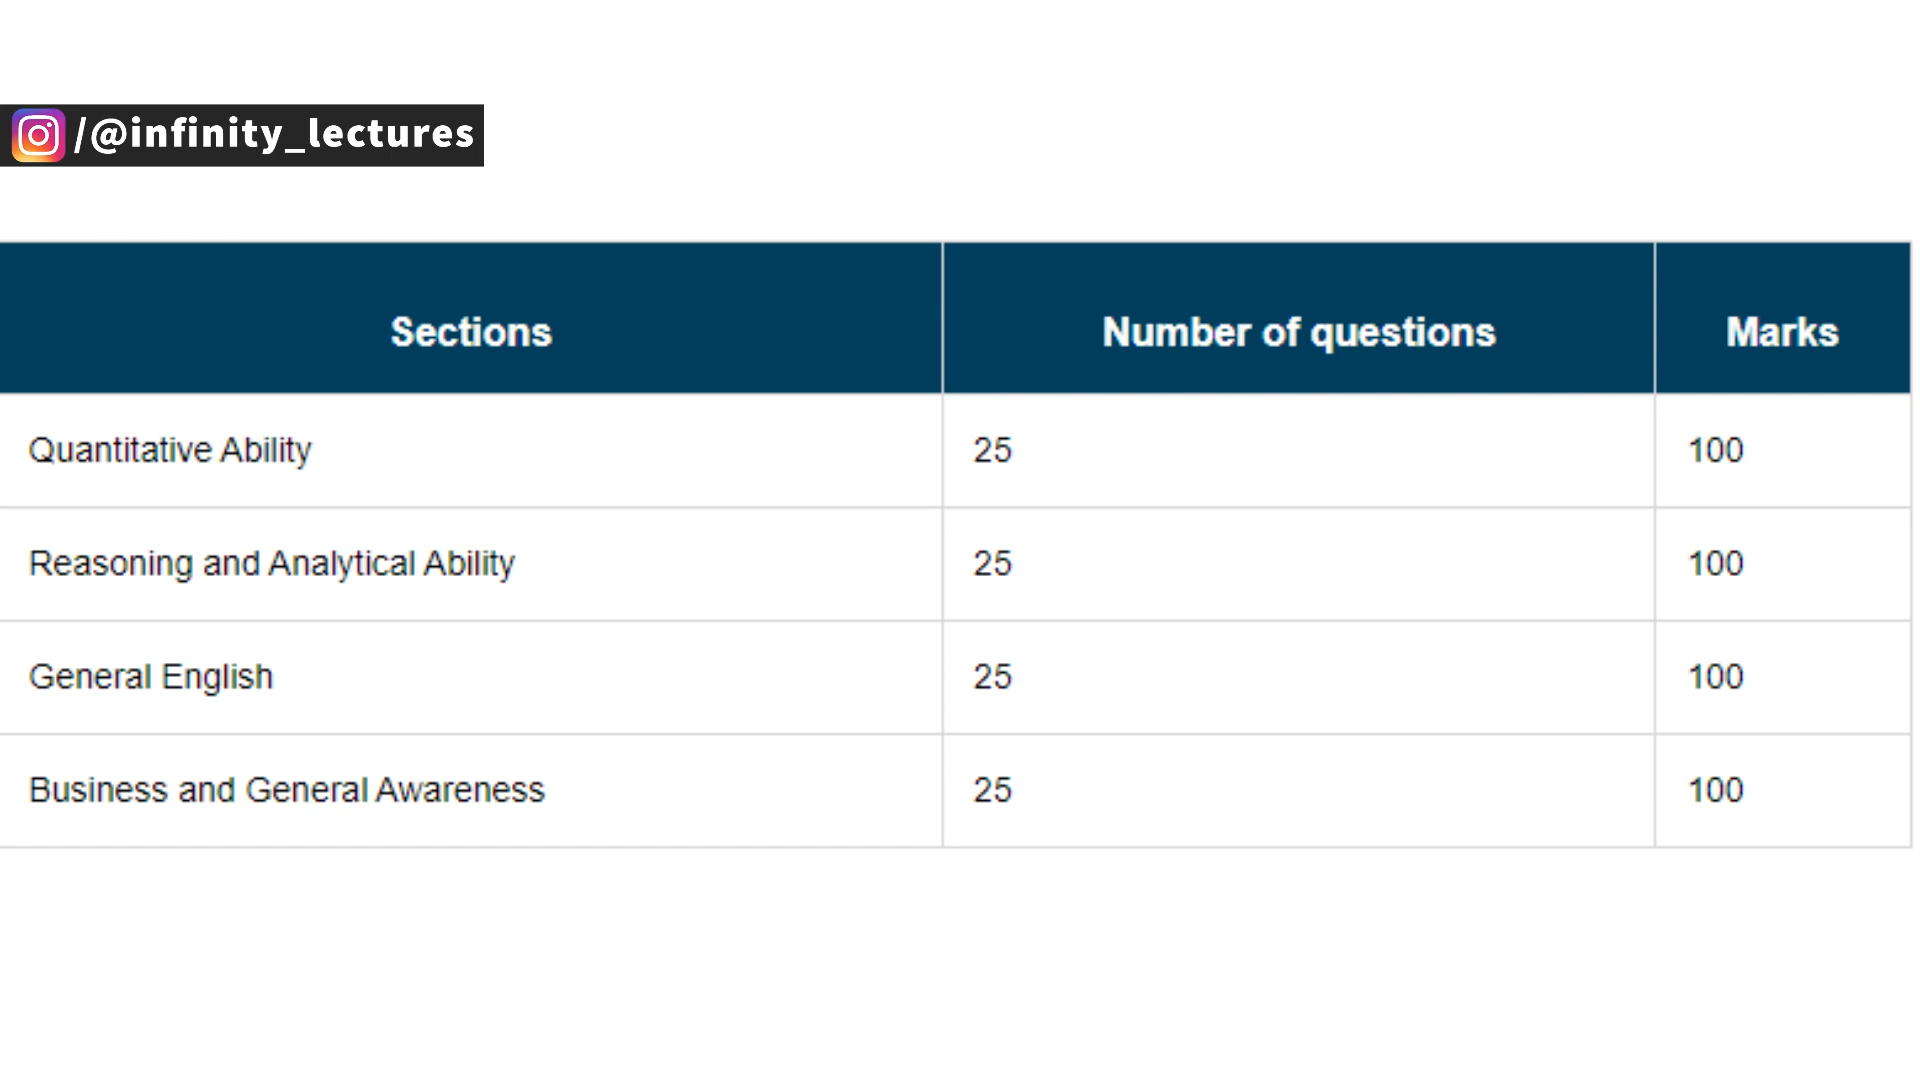 /@infinity_lectures
Sections Number of questions Marks
Quantitative Ability 25 100
Reasoning and Analytical Ability 25 100
General English 25 100
Business and General Awareness 25 100